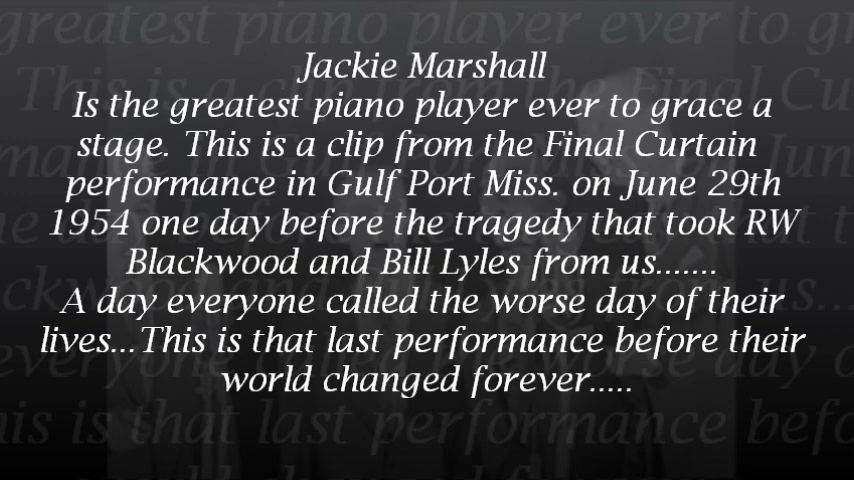 Jackie Marshall
Is the greatest piano player ever to grace a
stage. This is a clip from the Final Curtain
performance in Gulf Port Miss. on June 29th
1954 one day before the tragedy that took RW
Blackwood and Bill Lyles from us.......
A day everyone called the worse day of their
lives...This is that last performance before their
world changed forever.....